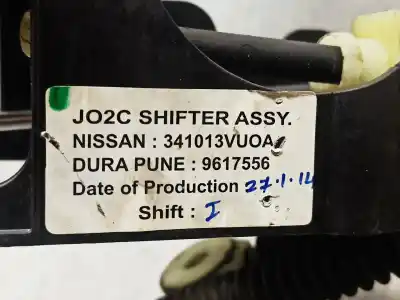 JO2C SHIFTER ASSY.
NISSAN : 341013VUOA
DURA PUNE : 9617556
Date of Production 27.1.14
Shift : I